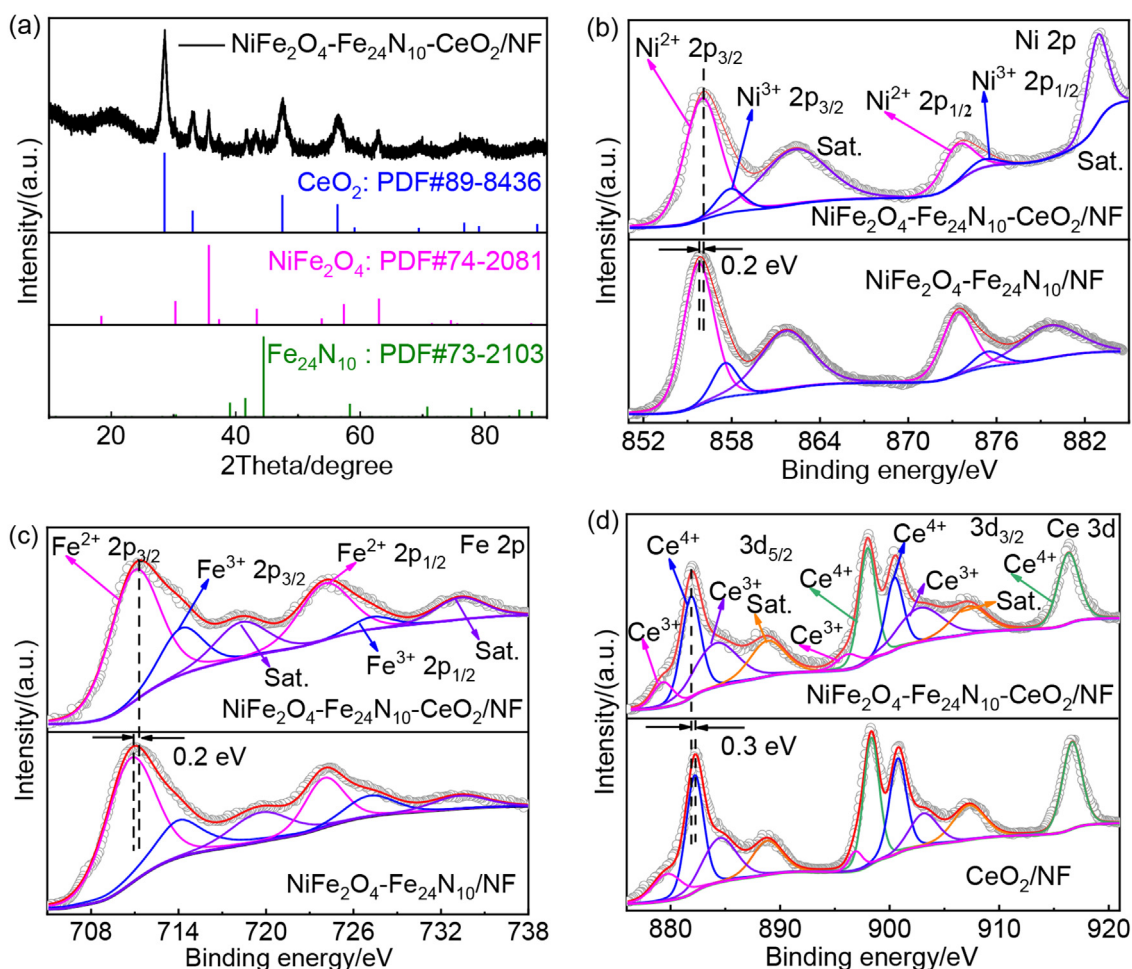 (a)
NiFe₂O₄-Fe₂₄N₁₀-CeO₂/NF
CeO₂: PDF#89-8436
NiFe₂O₄: PDF#74-2081
Fe₂₄N₁₀ : PDF#73-2103
Intensity/(a.u.)
20 40 60 80
2Theta/degree
(b)
Ni 2p
Ni²⁺ 2p₃/₂
Ni³⁺ 2p₃/₂
Ni²⁺ 2p₁/₂
Ni³⁺ 2p₁/₂
Sat.
Sat.
NiFe₂O₄-Fe₂₄N₁₀-CeO₂/NF
0.2 eV
NiFe₂O₄-Fe₂₄N₁₀/NF
Intensity/(a.u.)
852 858 864 870 876 882
Binding energy/eV
(c)
Fe²⁺ 2p₃/₂
Fe³⁺ 2p₃/₂
Fe²⁺ 2p₁/₂
Fe 2p
Sat.
Fe³⁺ 2p₁/₂
Sat.
NiFe₂O₄-Fe₂₄N₁₀-CeO₂/NF
0.2 eV
NiFe₂O₄-Fe₂₄N₁₀/NF
Intensity/(a.u.)
708 714 720 726 732 738
Binding energy/eV
(d)
Ce⁴⁺
3d₅/₂
Ce⁴⁺
3d₃/₂
Ce 3d
Ce³⁺
Ce³⁺
Sat.
Ce⁴⁺
Ce³⁺
Ce³⁺
Ce⁴⁺
Sat.
NiFe₂O₄-Fe₂₄N₁₀-CeO₂/NF
0.3 eV
CeO₂/NF
Intensity/(a.u.)
880 890 900 910 920
Binding energy/eV